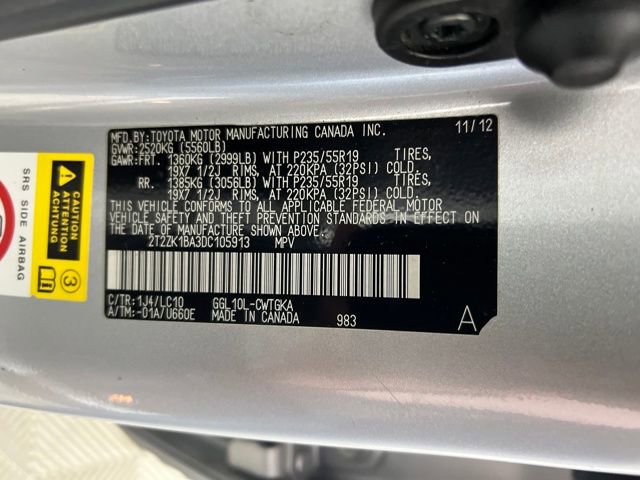 MFD.BY:TOYOTA MOTOR MANUFACTURING CANADA INC. 11/12
GVWR:2520KG (5560LB)
GAWR:FRT. 1360KG (2999LB) WITH P235/55R19 TIRES,
19X7 1/2J RIMS, AT 220KPA (32PSI) COLD.
RR. 1385KG (3056LB) WITH P235/55R19 TIRES,
19X7 1/2J RIMS, AT 220KPA (32PSI) COLD.
THIS VEHICLE CONFORMS TO ALL APPLICABLE FEDERAL MOTOR
VEHICLE SAFETY AND THEFT PREVENTION STANDARDS IN EFFECT ON
THE DATE OF MANUFACTURE SHOWN ABOVE.
2T2ZK1BA3DC105913 MPV
C/TR:1J4/LC10 GGL10L-CWTGKA
A/TM:-01A/U660E MADE IN CANADA 983 A
SRS SIDE AIRBAG
CAUTION
ATTENTION
ACHTUNG
3